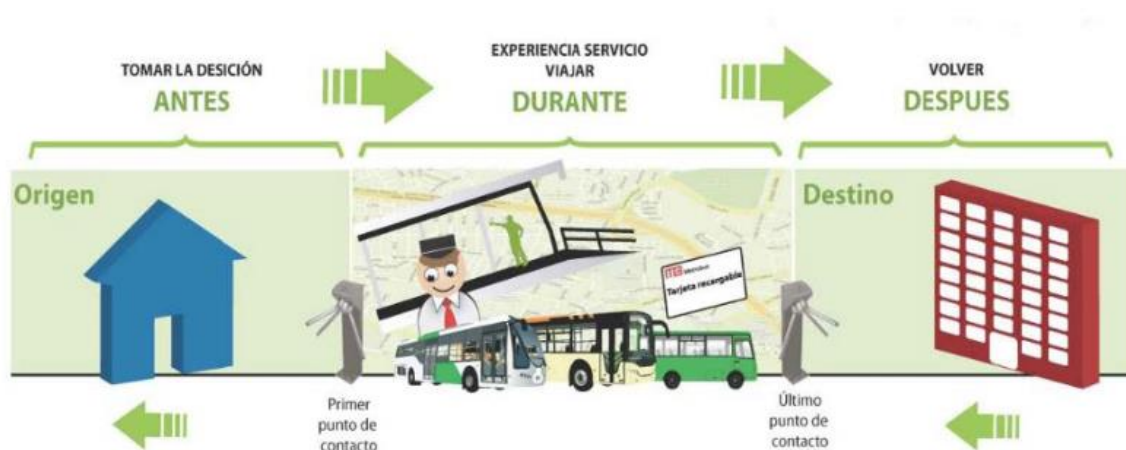 TOMAR LA DESICIÓN
ANTES
EXPERIENCIA SERVICIO
VIAJAR
DURANTE
VOLVER
DESPUES
Origen
Destino
Tarjeta recargable
Primer
punto de
contacto
Último
punto de
contacto